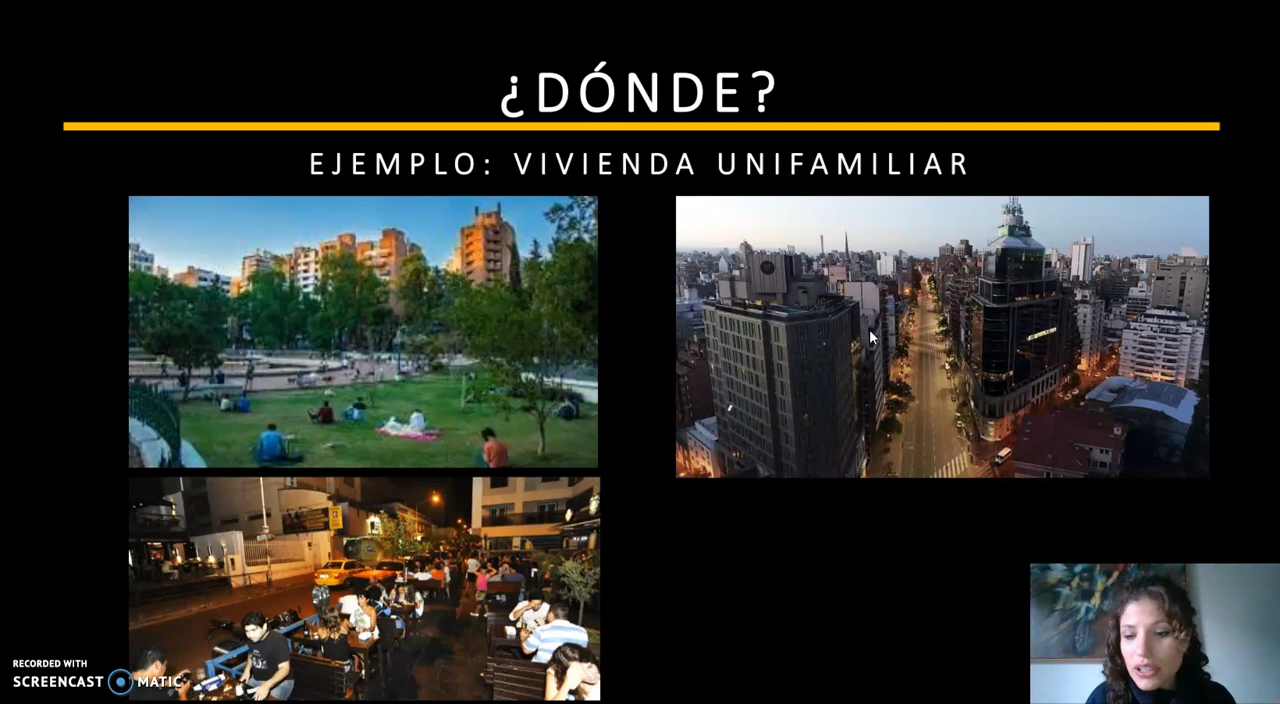 ¿DÓNDE?
EJEMPLO: VIVIENDA UNIFAMILIAR
RECORDED WITH
SCREENCAST MATIC